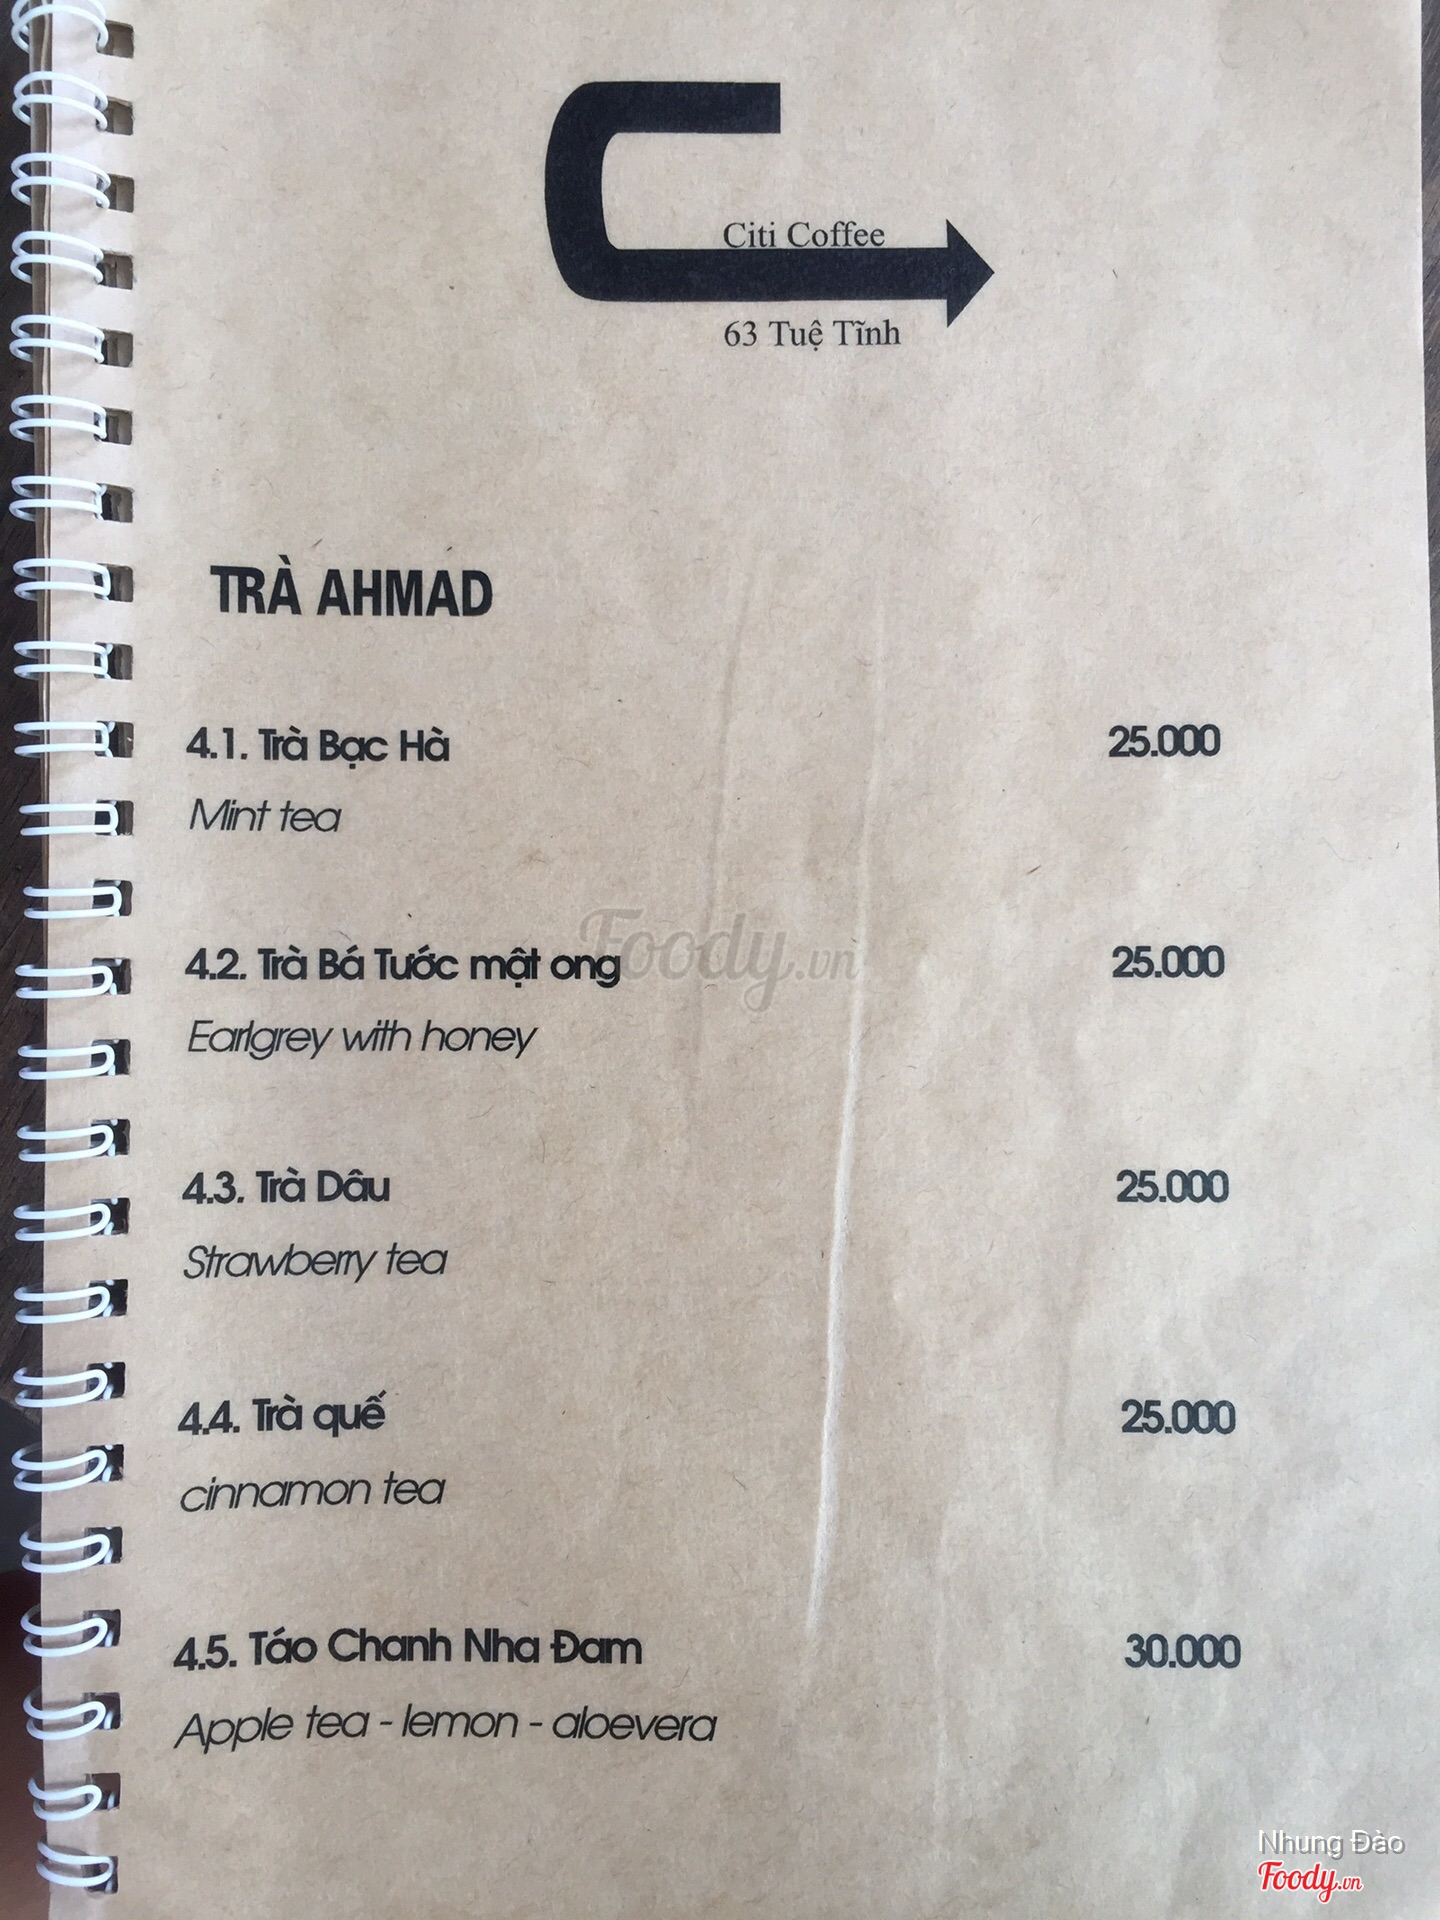 Citi Coffee
63 Tuệ Tĩnh
TRÀ AHMAD
4.1. Trà Bạc Hà 25.000
Mint tea
4.2. Trà Bá Tước mật ong 25.000
Foody.vn
Earlgrey with honey
4.3. Trà Dâu 25.000
Strawberry tea
4.4. Trà quế 25.000
cinnamon tea
4.5. Táo Chanh Nha Đam 30.000
Apple tea - lemon - aloevera
Nhung Đào
Foody.vn